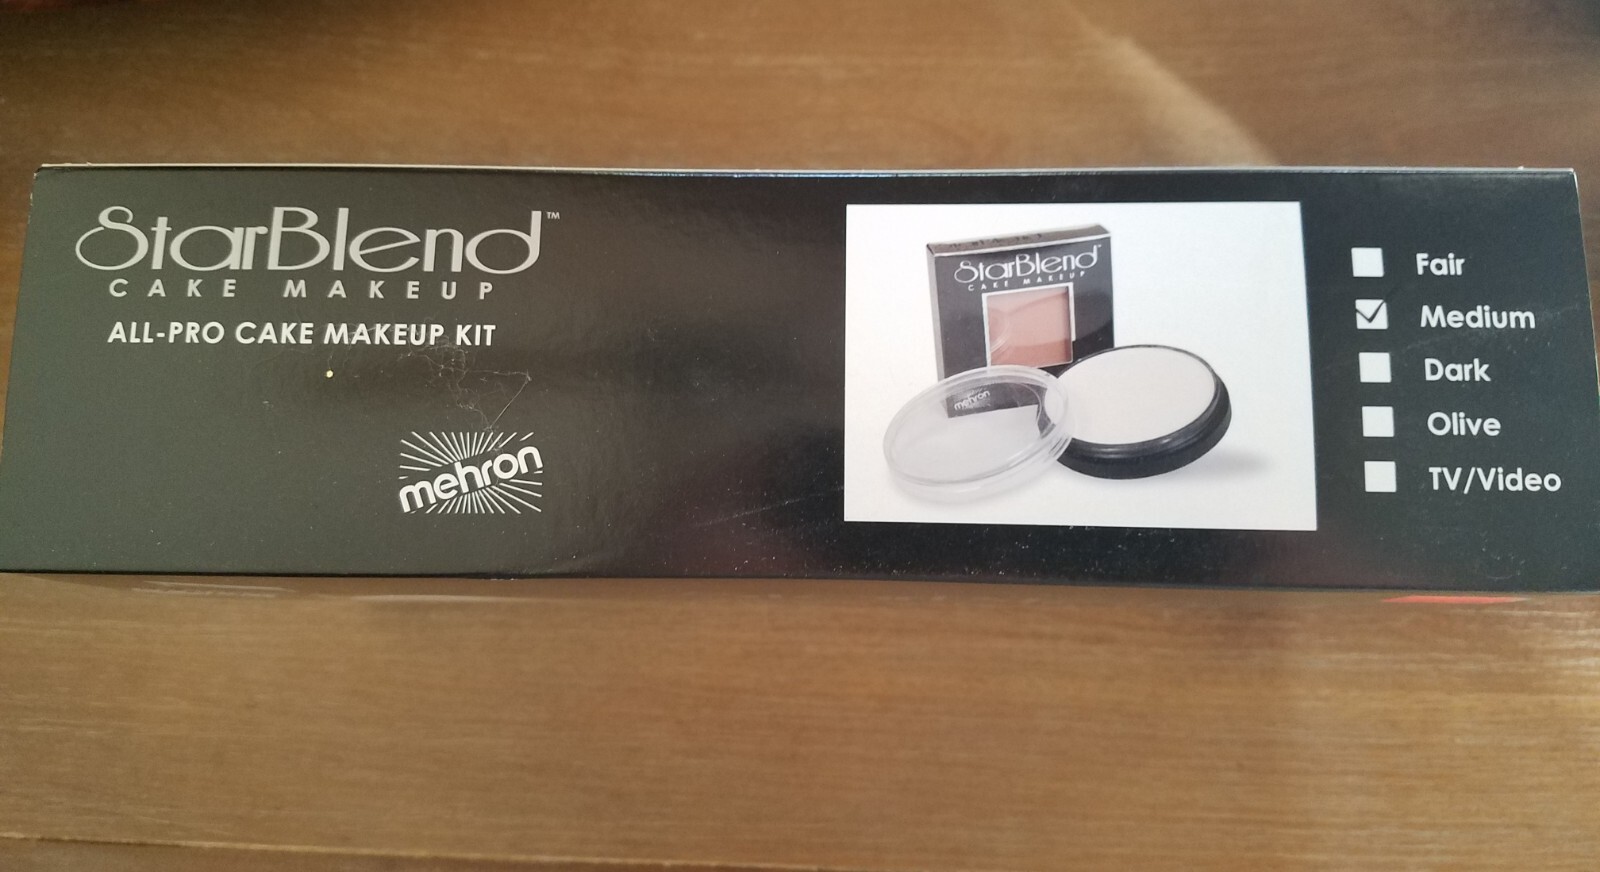 StarBlend™
CAKE MAKEUP
ALL-PRO CAKE MAKEUP KIT
mehron
StarBlend
CAKE MAKEUP
mehron
Fair
Medium
Dark
Olive
TV/Video